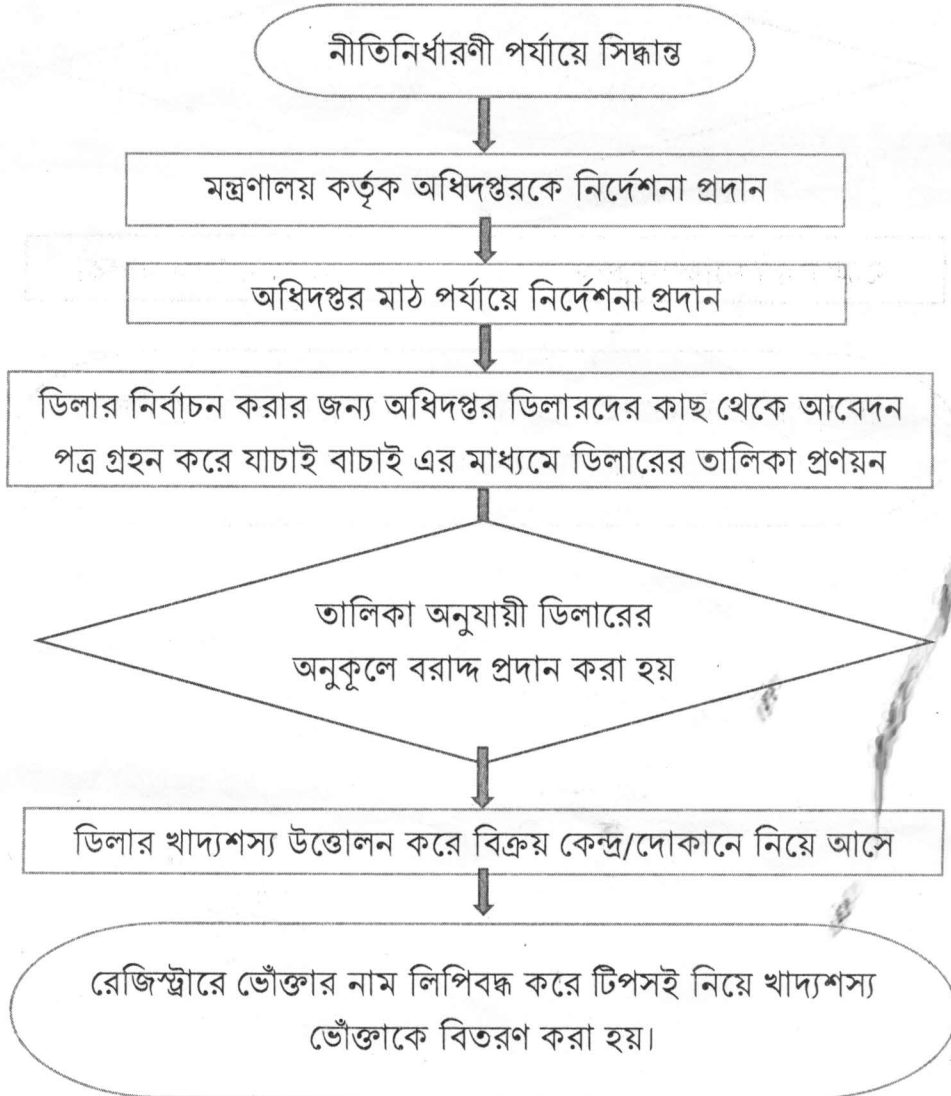 নীতিনির্ধারণী পর্যায়ে সিদ্ধান্ত
মন্ত্রণালয় কর্তৃক অধিদপ্তরকে নির্দেশনা প্রদান
অধিদপ্তর মাঠ পর্যায়ে নির্দেশনা প্রদান
ডিলার নির্বাচন করার জন্য অধিদপ্তর ডিলারদের কাছ থেকে আবেদন
পত্র গ্রহন করে যাচাই বাচাই এর মাধ্যমে ডিলারের তালিকা প্রণয়ন
তালিকা অনুযায়ী ডিলারের
অনুকূলে বরাদ্দ প্রদান করা হয়
ডিলার খাদ্যশস্য উত্তোলন করে বিক্রয় কেন্দ্র/দোকানে নিয়ে আসে
রেজিস্ট্রারে ভোঁক্তার নাম লিপিবদ্ধ করে টিপসই নিয়ে খাদ্যশস্য
ভোঁক্তাকে বিতরণ করা হয়।